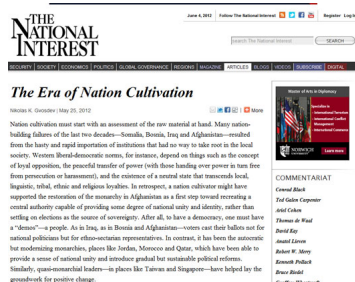 June 4, 2012 Follow The National Interest Register Log In
THE
NATIONAL
INTEREST
Search The National Interest SEARCH
SECURITY SOCIETY ECONOMICS POLITICS GLOBAL GOVERNANCE REGIONS MAGAZINE ARTICLES BLOGS VIDEOS SUBSCRIBE DIGITAL
The Era of Nation Cultivation
Nikolas K. Gvosdev | May 25, 2012 More
Nation cultivation must start with an assessment of the raw material at hand. Many nation-
building failures of the last two decades—Somalia, Bosnia, Iraq and Afghanistan—resulted
from the hasty and rapid importation of institutions that had no way to take root in the local
society. Western liberal-democratic norms, for instance, depend on things such as the concept
of loyal opposition, the peaceful transfer of power (with those handing over power in turn free
from persecution or harassment), and the existence of a neutral state that transcends local,
linguistic, tribal, ethnic and religious loyalties. In retrospect, a nation cultivator might have
supported the restoration of the monarchy in Afghanistan as a first step toward recreating a
central authority capable of providing some degree of national unity and identity, rather than
settling on elections as the source of sovereignty. After all, to have a democracy, one must have
a "demos"—a people. As in Iraq, as in Bosnia and Afghanistan—voters cast their ballots not for
national politicians but for ethno-sectarian representatives. In contrast, it has been the autocratic
but modernizing monarchies, places like Jordan, Morocco and Qatar, which have been able to
provide a sense of national unity and introduce gradual but sustainable political reforms.
Similarly, quasi-monarchial leaders—in places like Taiwan and Singapore—have helped lay the
groundwork for positive change.
Master of Arts in Diplomacy
Specialize in
- International Terrorism
- International Conflict
Management
- International Commerce
NORWICH
Learn more
COMMENTARIAT
Conrad Black
Ted Galen Carpenter
Ariel Cohen
Thomas de Waal
David Kay
Anatol Lieven
Robert W. Merry
Kenneth Pollack
Bruce Riedel